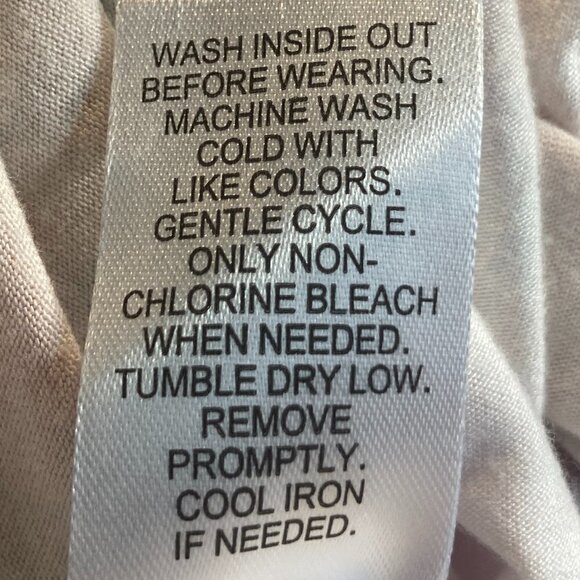 WASH INSIDE OUT
BEFORE WEARING.
MACHINE WASH
COLD WITH
LIKE COLORS.
GENTLE CYCLE.
ONLY NON-
CHLORINE BLEACH
WHEN NEEDED.
TUMBLE DRY LOW.
REMOVE
PROMPTLY.
COOL IRON
IF NEEDED.